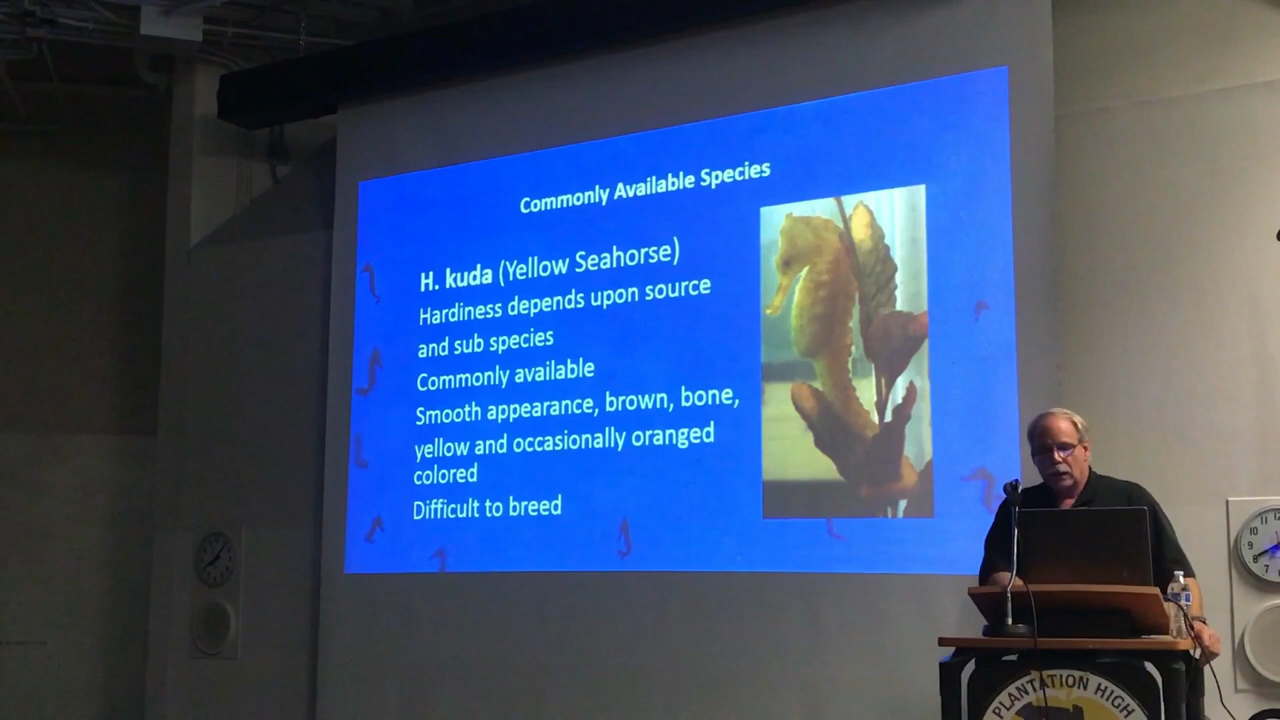 Commonly Available Species
H. kuda (Yellow Seahorse)
Hardiness depends upon source
and sub species
Commonly available
Smooth appearance, brown, bone,
yellow and occasionally oranged
colored
Difficult to breed
PLANTATION HIGH